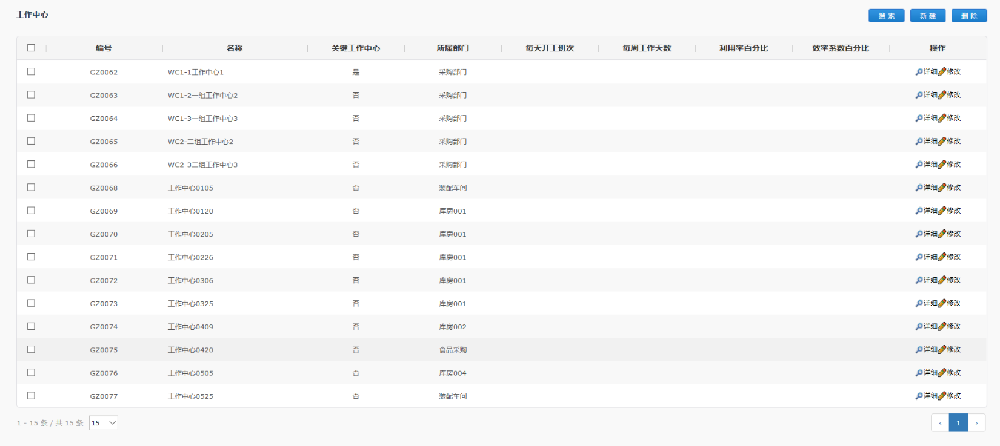 工作中心
搜 索 新 建 删 除
编号 名称 关键工作中心 所属部门 每天开工班次 每周工作天数 利用率百分比 效率系数百分比 操作
GZ0062 WC1-1工作中心1 是 采购部门 详细 修改
GZ0063 WC1-2一组工作中心2 否 采购部门 详细 修改
GZ0064 WC1-3一组工作中心3 否 采购部门 详细 修改
GZ0065 WC2-二组工作中心2 否 采购部门 详细 修改
GZ0066 WC2-3二组工作中心3 否 采购部门 详细 修改
GZ0068 工作中心0105 否 装配车间 详细 修改
GZ0069 工作中心0120 否 库房001 详细 修改
GZ0070 工作中心0205 否 库房001 详细 修改
GZ0071 工作中心0226 否 库房001 详细 修改
GZ0072 工作中心0306 否 库房001 详细 修改
GZ0073 工作中心0325 否 库房001 详细 修改
GZ0074 工作中心0409 否 库房002 详细 修改
GZ0075 工作中心0420 否 食品采购 详细 修改
GZ0076 工作中心0505 否 库房004 详细 修改
GZ0077 工作中心0525 否 装配车间 详细 修改
1 - 15 条 / 共 15 条 15 ‹ 1 ›